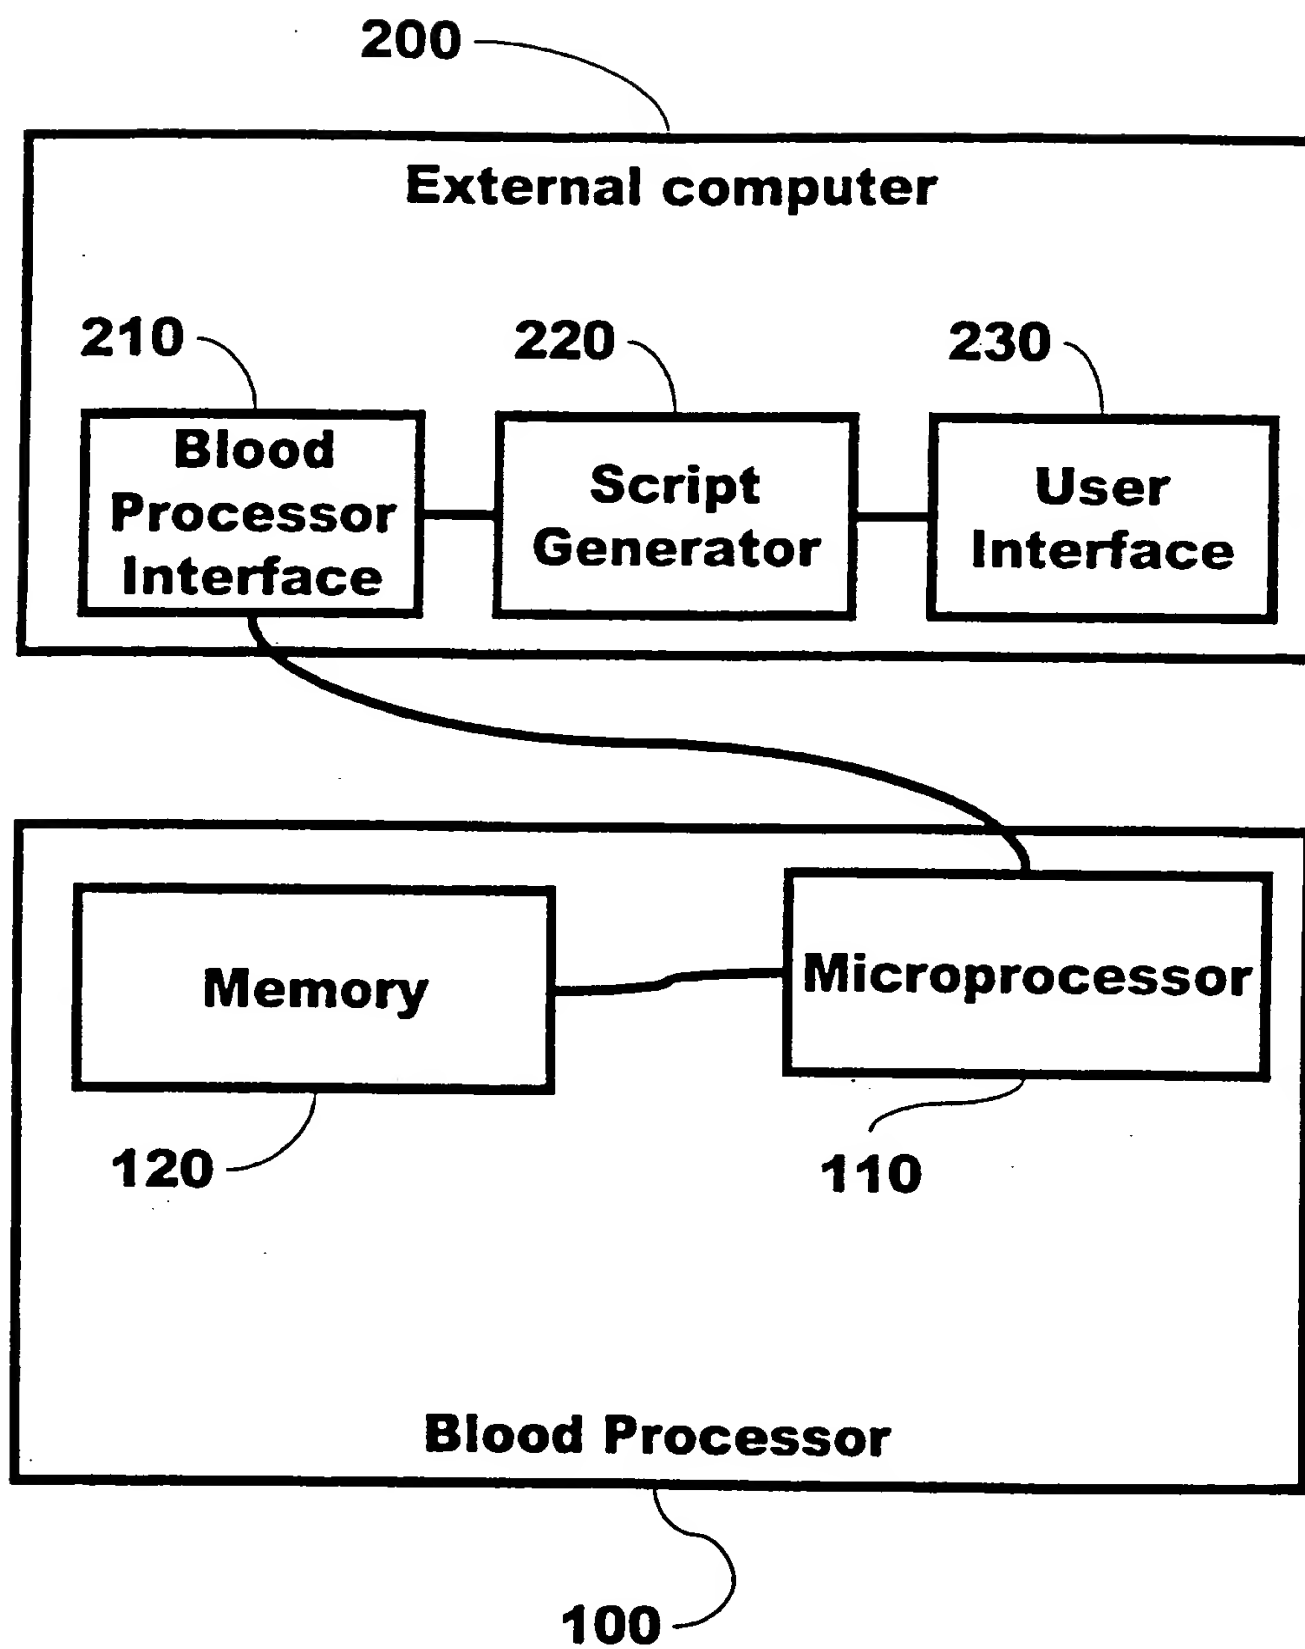 200
External computer
210
220
230
Blood
Processor
Interface
Script
Generator
User
Interface
Memory
Microprocessor
120
110
Blood Processor
100